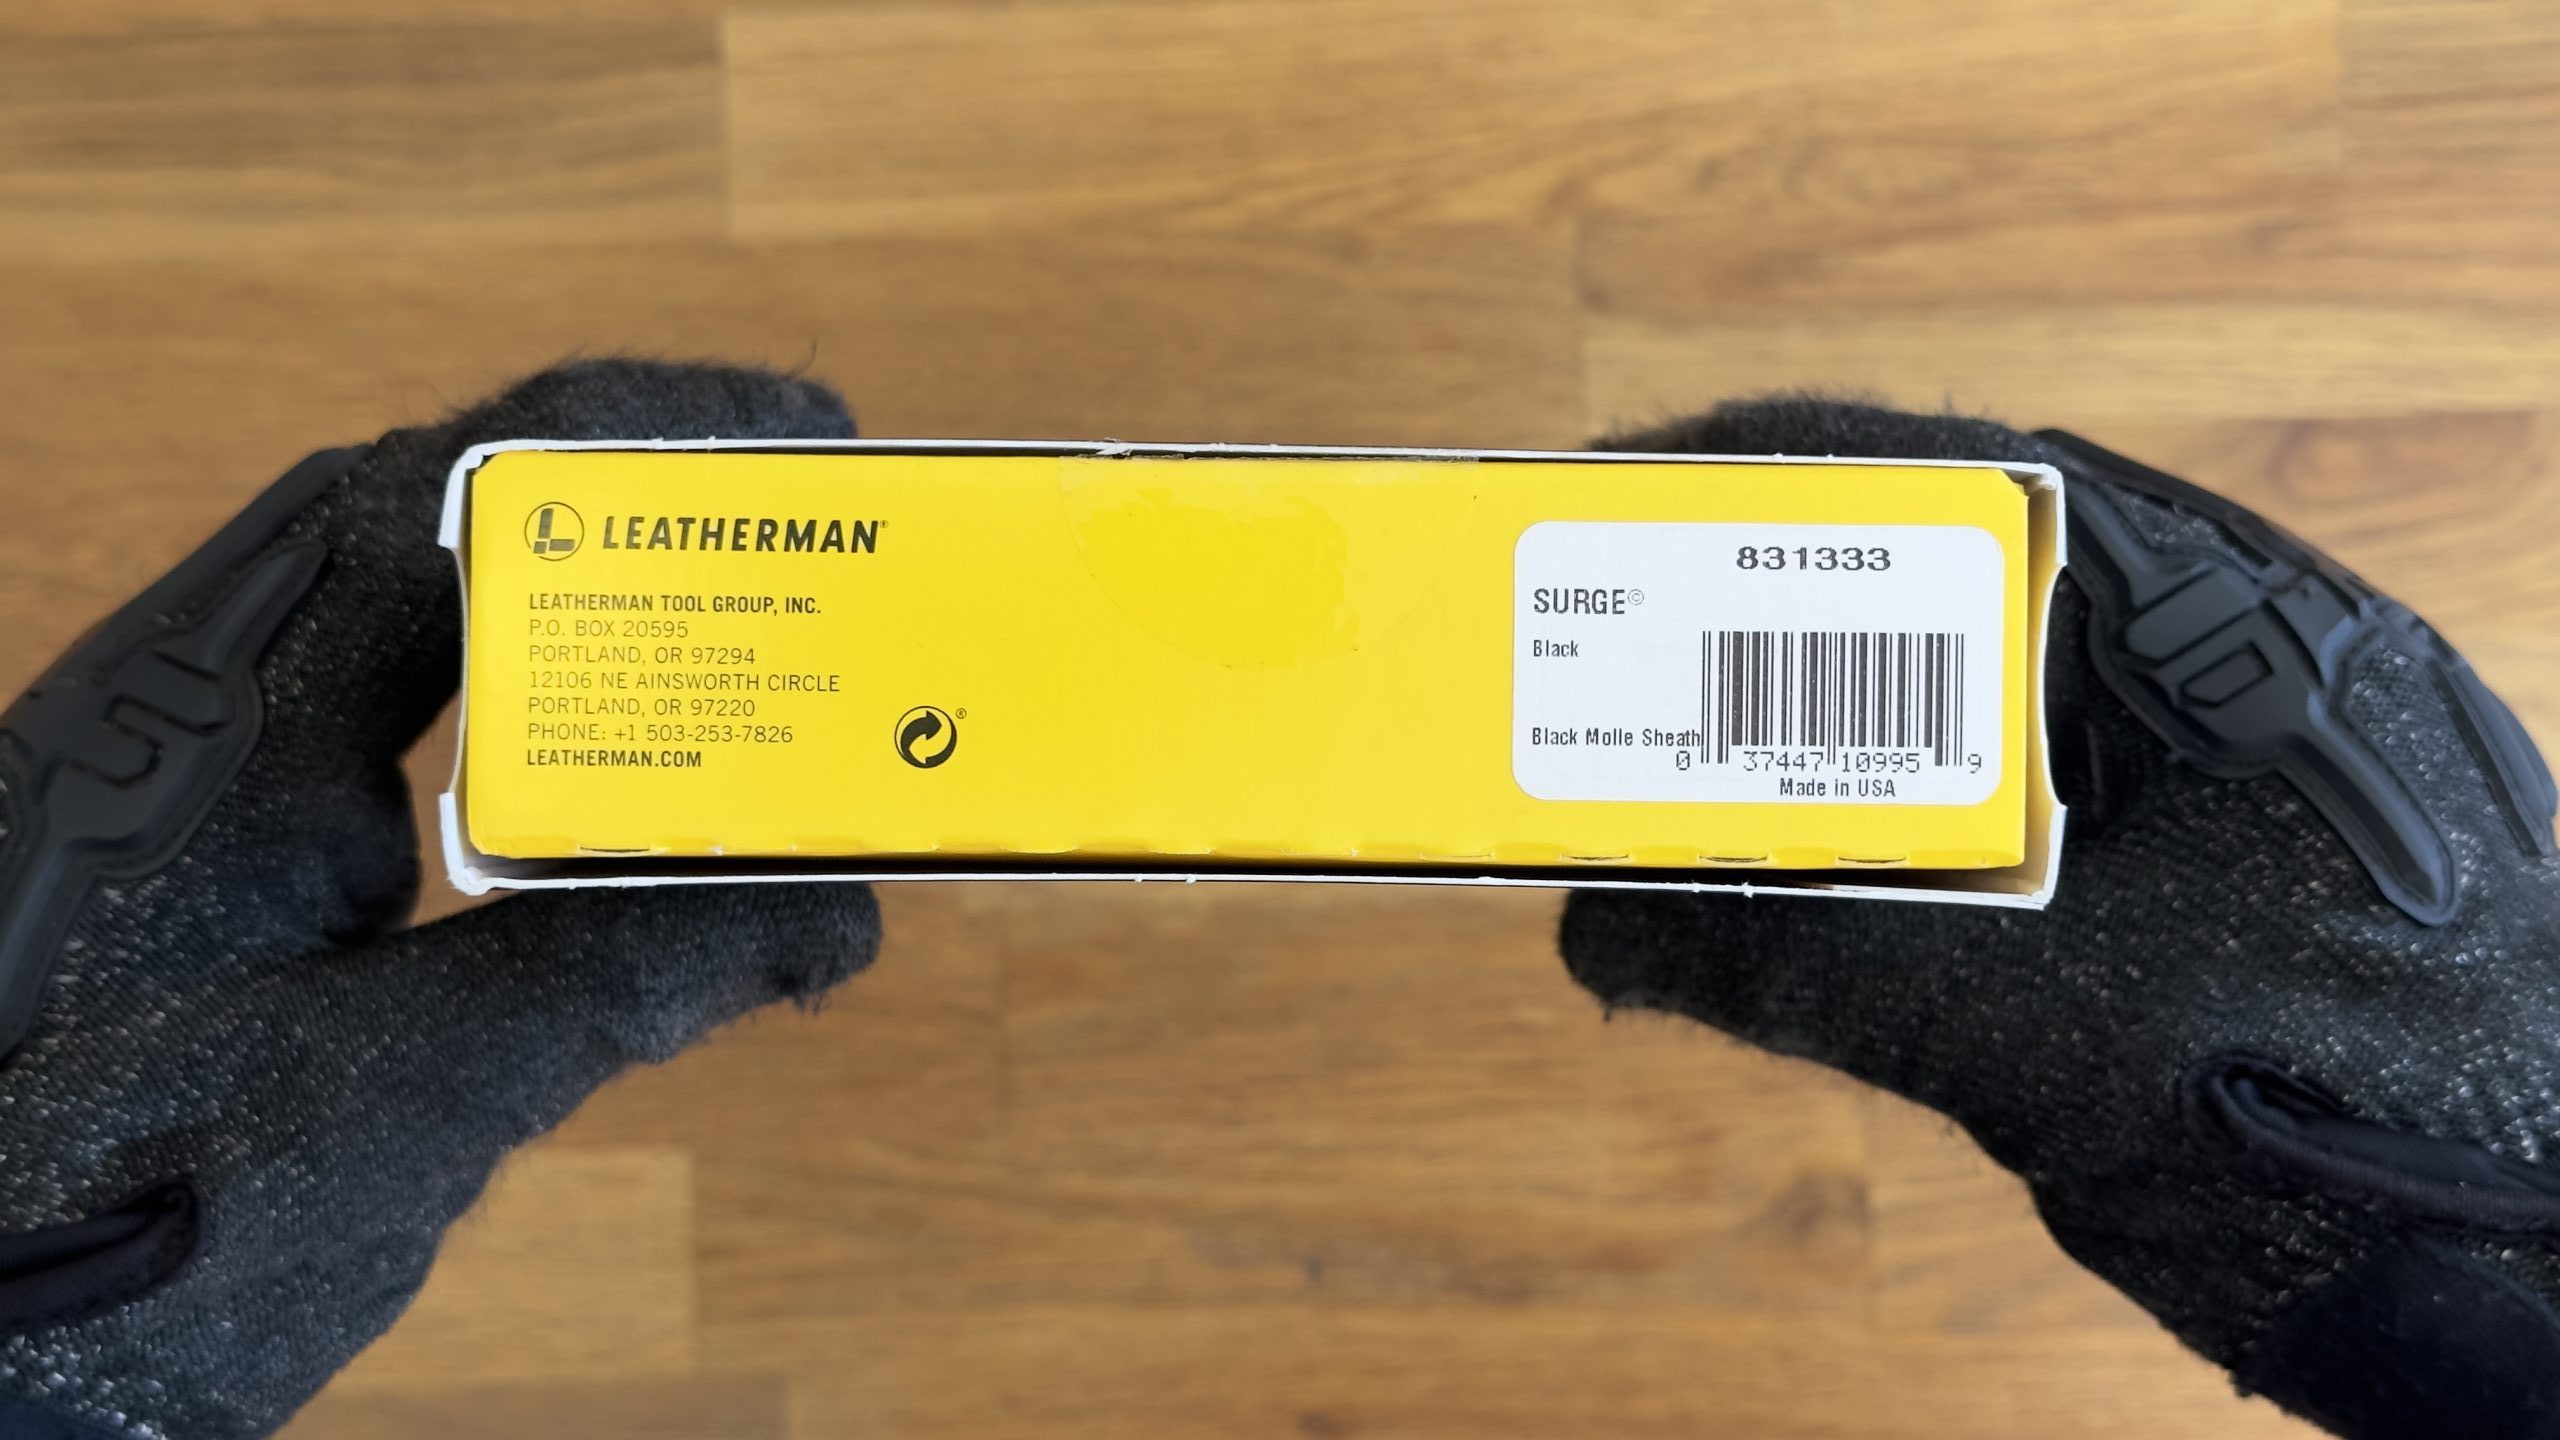 LEATHERMAN®
LEATHERMAN TOOL GROUP, INC.
P.O. BOX 20595
PORTLAND, OR 97294
12106 NE AINSWORTH CIRCLE
PORTLAND, OR 97220
PHONE: +1 503-253-7826
LEATHERMAN.COM
®
831333
SURGE©
Black
Black Molle Sheath
0 37447 10995 9
Made in USA